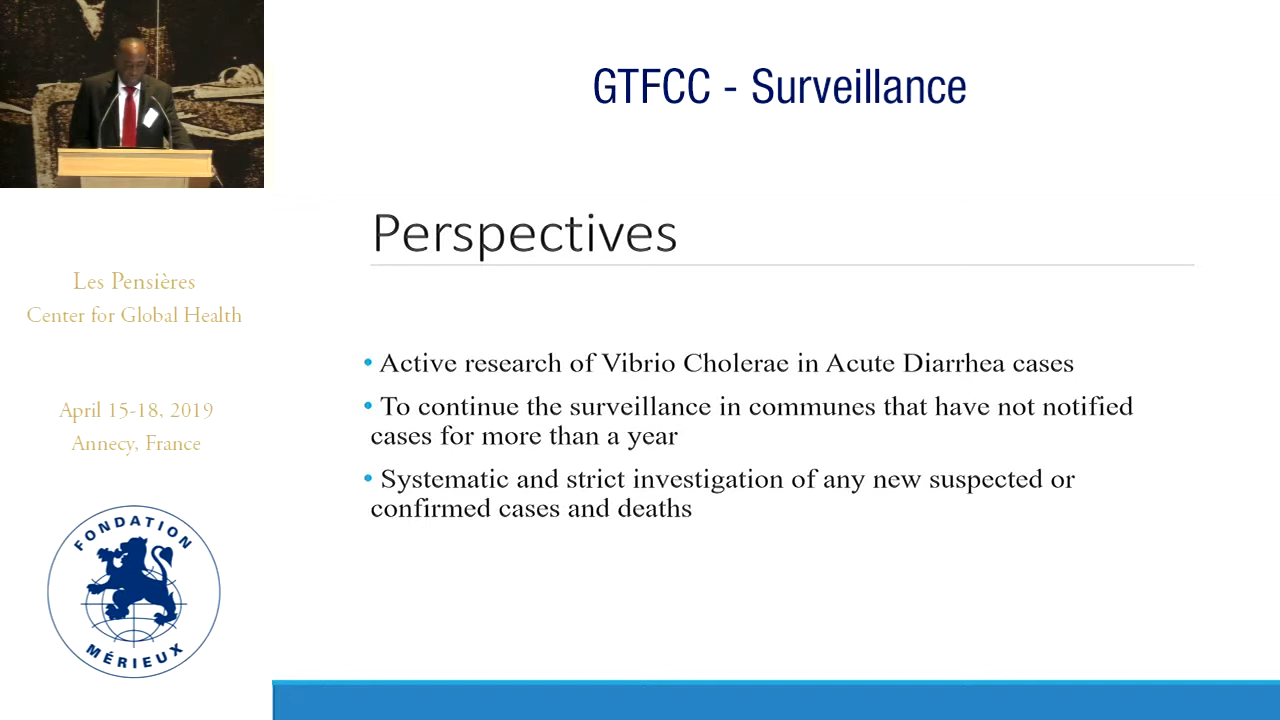 GTFCC - Surveillance
Perspectives
Les Pensières
Center for Global Health
April 15-18, 2019
Annecy, France
FONDATION
MÉRIEUX
• Active research of Vibrio Cholerae in Acute Diarrhea cases
• To continue the surveillance in communes that have not notified
cases for more than a year
• Systematic and strict investigation of any new suspected or
confirmed cases and deaths